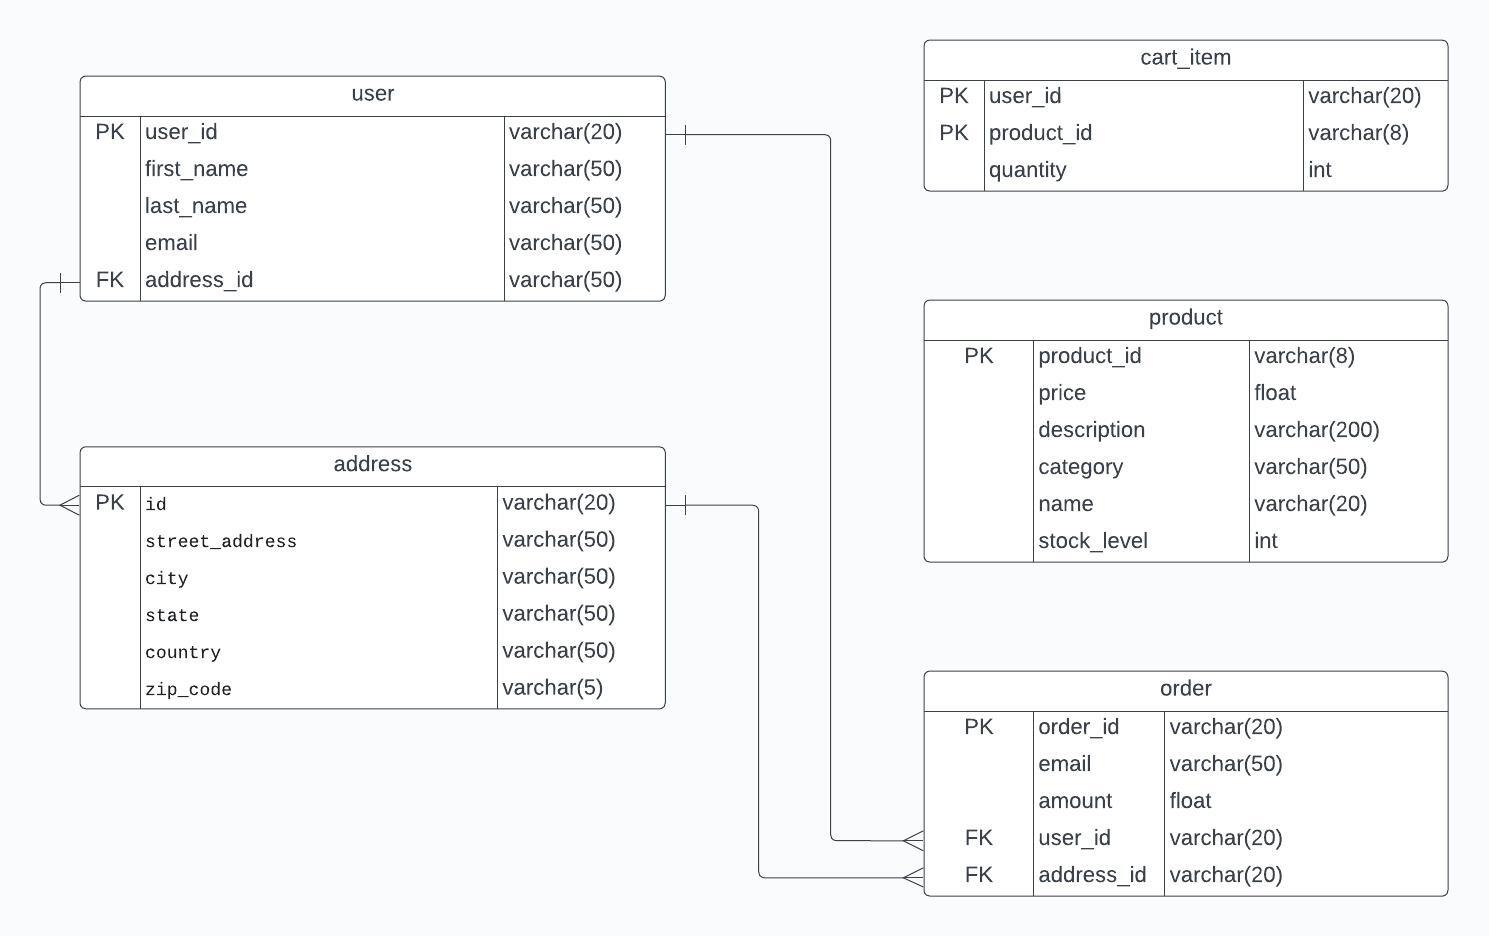 user
PK user_id varchar(20)
first_name varchar(50)
last_name varchar(50)
email varchar(50)
FK address_id varchar(50)
address
PK id varchar(20)
street_address varchar(50)
city varchar(50)
state varchar(50)
country varchar(50)
zip_code varchar(5)
cart_item
PK user_id varchar(20)
PK product_id varchar(8)
quantity int
product
PK product_id varchar(8)
price float
description varchar(200)
category varchar(50)
name varchar(20)
stock_level int
order
PK order_id varchar(20)
email varchar(50)
amount float
FK user_id varchar(20)
FK address_id varchar(20)